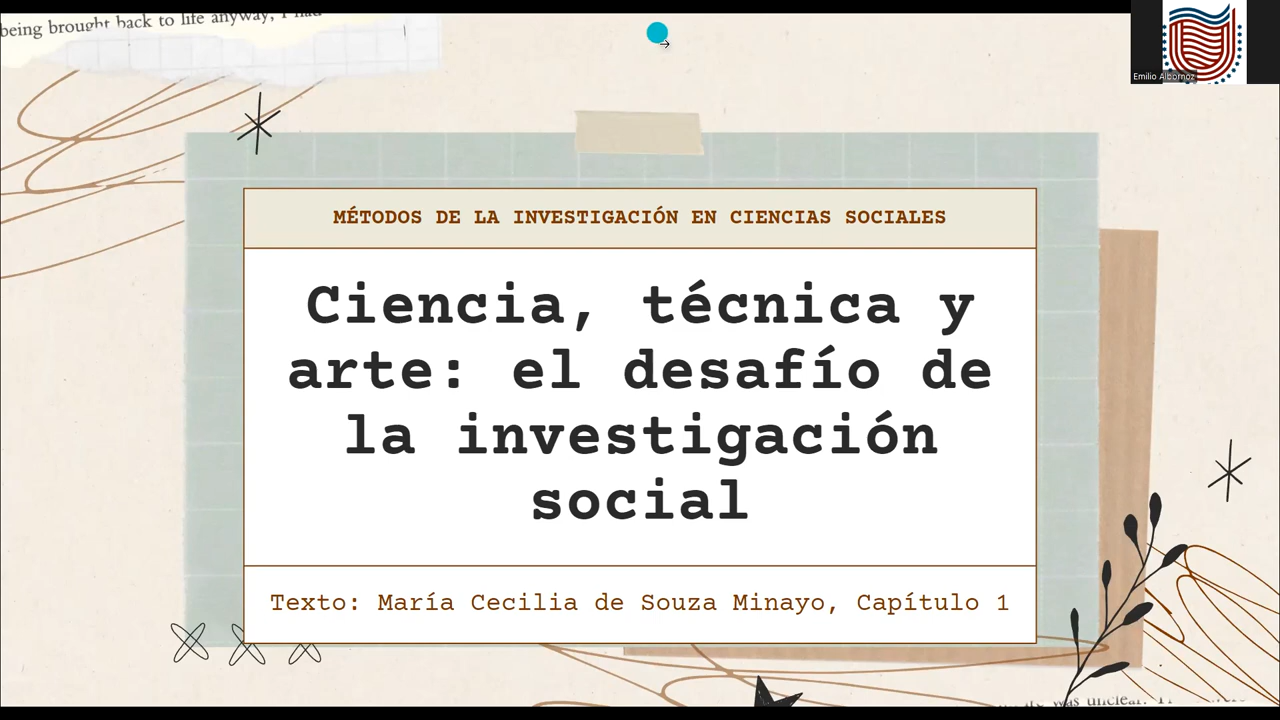 being brought back to life anyway, I had
Emilio Albornoz
MÉTODOS DE LA INVESTIGACIÓN EN CIENCIAS SOCIALES
Ciencia, técnica y
arte: el desafío de
la investigación
social
Texto: María Cecilia de Souza Minayo, Capítulo 1
was unclear.